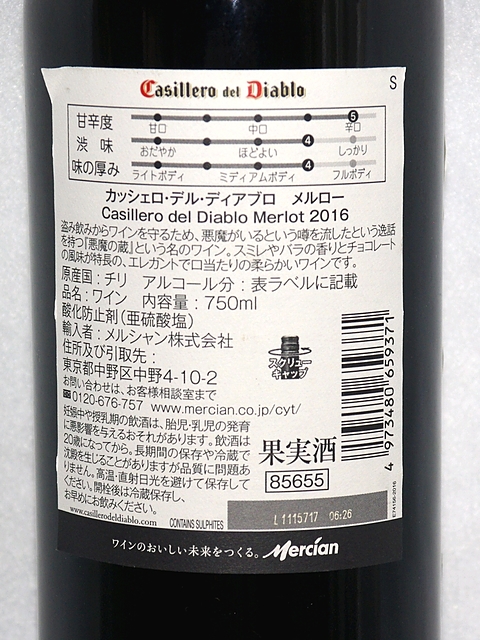 Casillero del Diablo
S
甘辛度 5
甘口 中口 辛口
渋味 4
おだやか ほどよい しっかり
味の厚み 4
ライトボディ ミディアムボディ フルボディ
カッシェロ・デル・ディアブロ メルロー
Casillero del Diablo Merlot 2016
盗み飲みからワインを守るため、悪魔がいるという噂を流したという逸話
を持つ「悪魔の蔵」という名のワイン。スミレやバラの香りとチョコレート
の風味が特長の、エレガントで口当たりの柔らかいワインです。
原産国：チリ アルコール分：表ラベルに記載
品名：ワイン 内容量：750ml
酸化防止剤(亜硫酸塩)
輸入者：メルシャン株式会社
住所及び引取先：
東京都中野区中野4-10-2
お問い合わせは、お客様相談室まで
0120-676-757 www.mercian.co.jp/cyt/
スクリュー
キャップ
妊娠中や授乳期の飲酒は、胎児・乳児の発育
に悪影響を与えるおそれがあります。飲酒は
20歳になってから。長期間の保存や冷蔵で
沈殿を生じることがありますが品質に問題あ
りません。高温・直射日光を避けて保存して
ください。開栓後は冷蔵保存し、
お早めにお飲みください。
果実酒
85655
4 973480 659371
E74156-2016
www.casillerodeldiablo.com CONTAINS SULPHITES
L1115717 06:26
ワインのおいしい未来をつくる。 Mercian